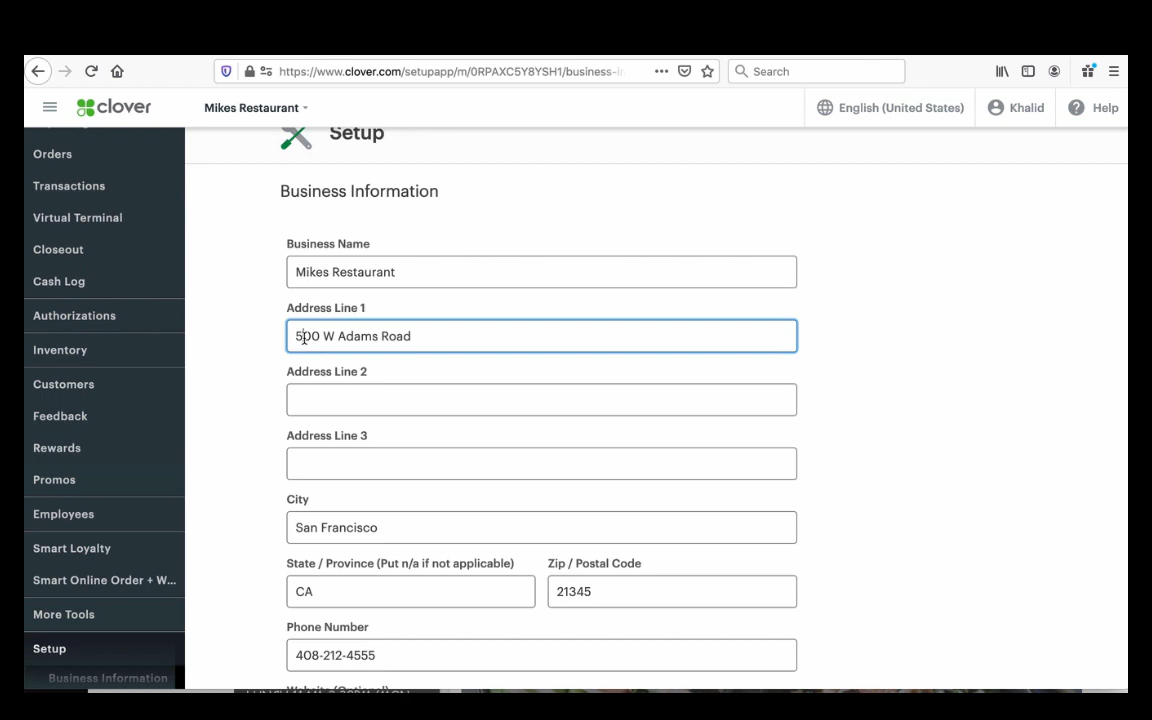 https://www.clover.com/setupapp/m/0RPAXC5Y8YSH1/business-i
Search
clover
Mikes Restaurant
English (United States)
Khalid
Help
Orders
Transactions
Virtual Terminal
Closeout
Cash Log
Authorizations
Inventory
Customers
Feedback
Rewards
Promos
Employees
Smart Loyalty
Smart Online Order + W...
More Tools
Setup
Business Information
Setup
Business Information
Business Name
Mikes Restaurant
Address Line 1
500 W Adams Road
Address Line 2
Address Line 3
City
San Francisco
State / Province (Put n/a if not applicable)
Zip / Postal Code
CA
21345
Phone Number
408-212-4555
Website (Optional)